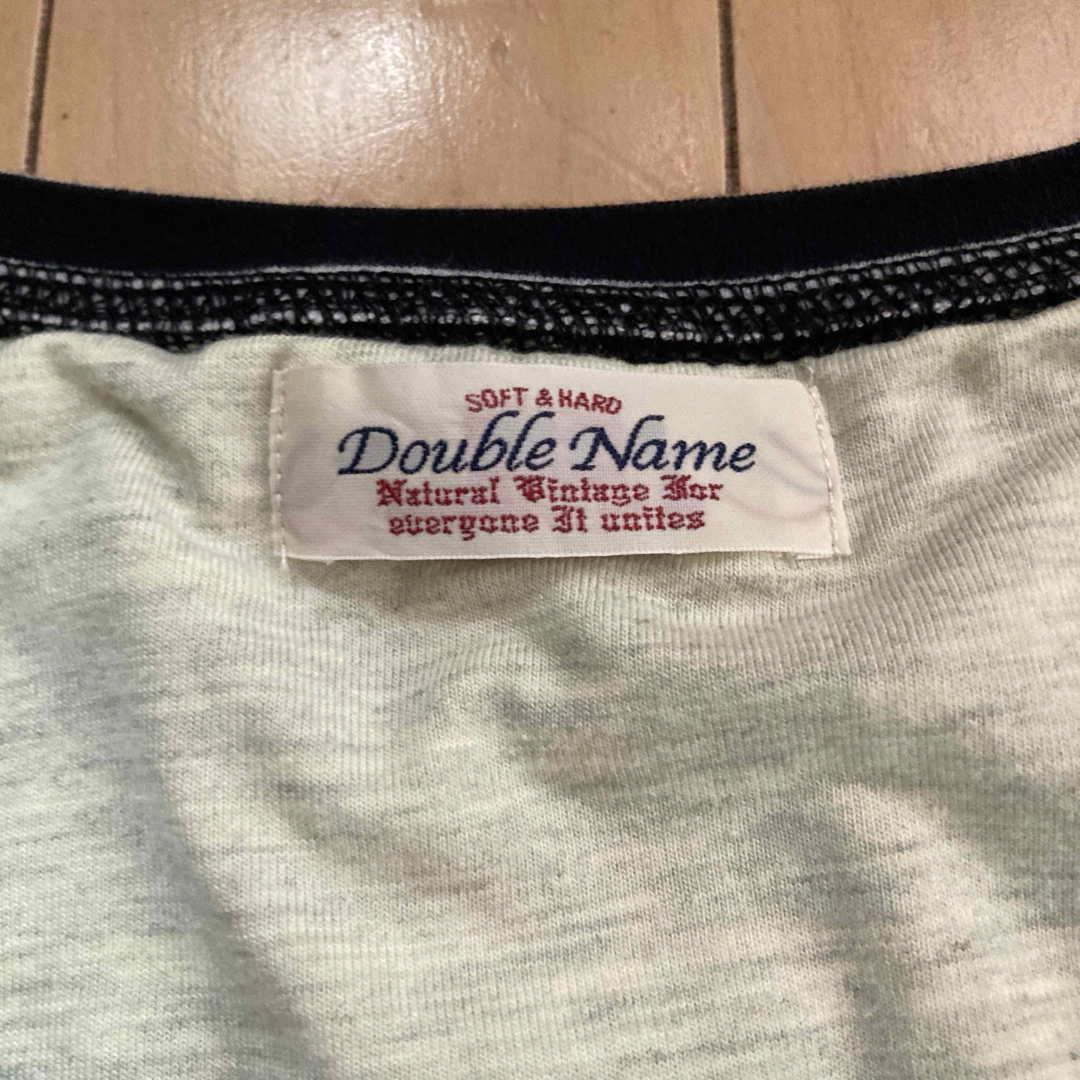 SOFT & HARD
Double Name
Natural Vintage For
everyone It unites